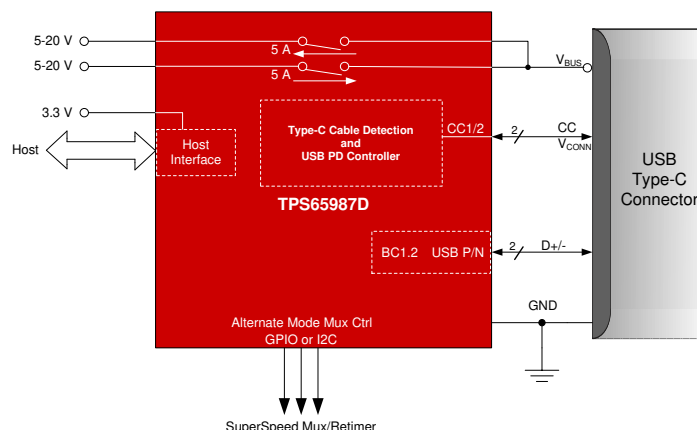 5-20 V
5 A
5-20 V
5 A
VBUS
3.3 V
Host
Host
Interface
Type-C Cable Detection
and
USB PD Controller
CC1/2
2
CC
VCONN
USB
Type-C
Connector
TPS65987D
BC1.2 USB P/N
2
D+/-
GND
Alternate Mode Mux Ctrl
GPIO or I2C
SuperSpeed Mux/Retimer